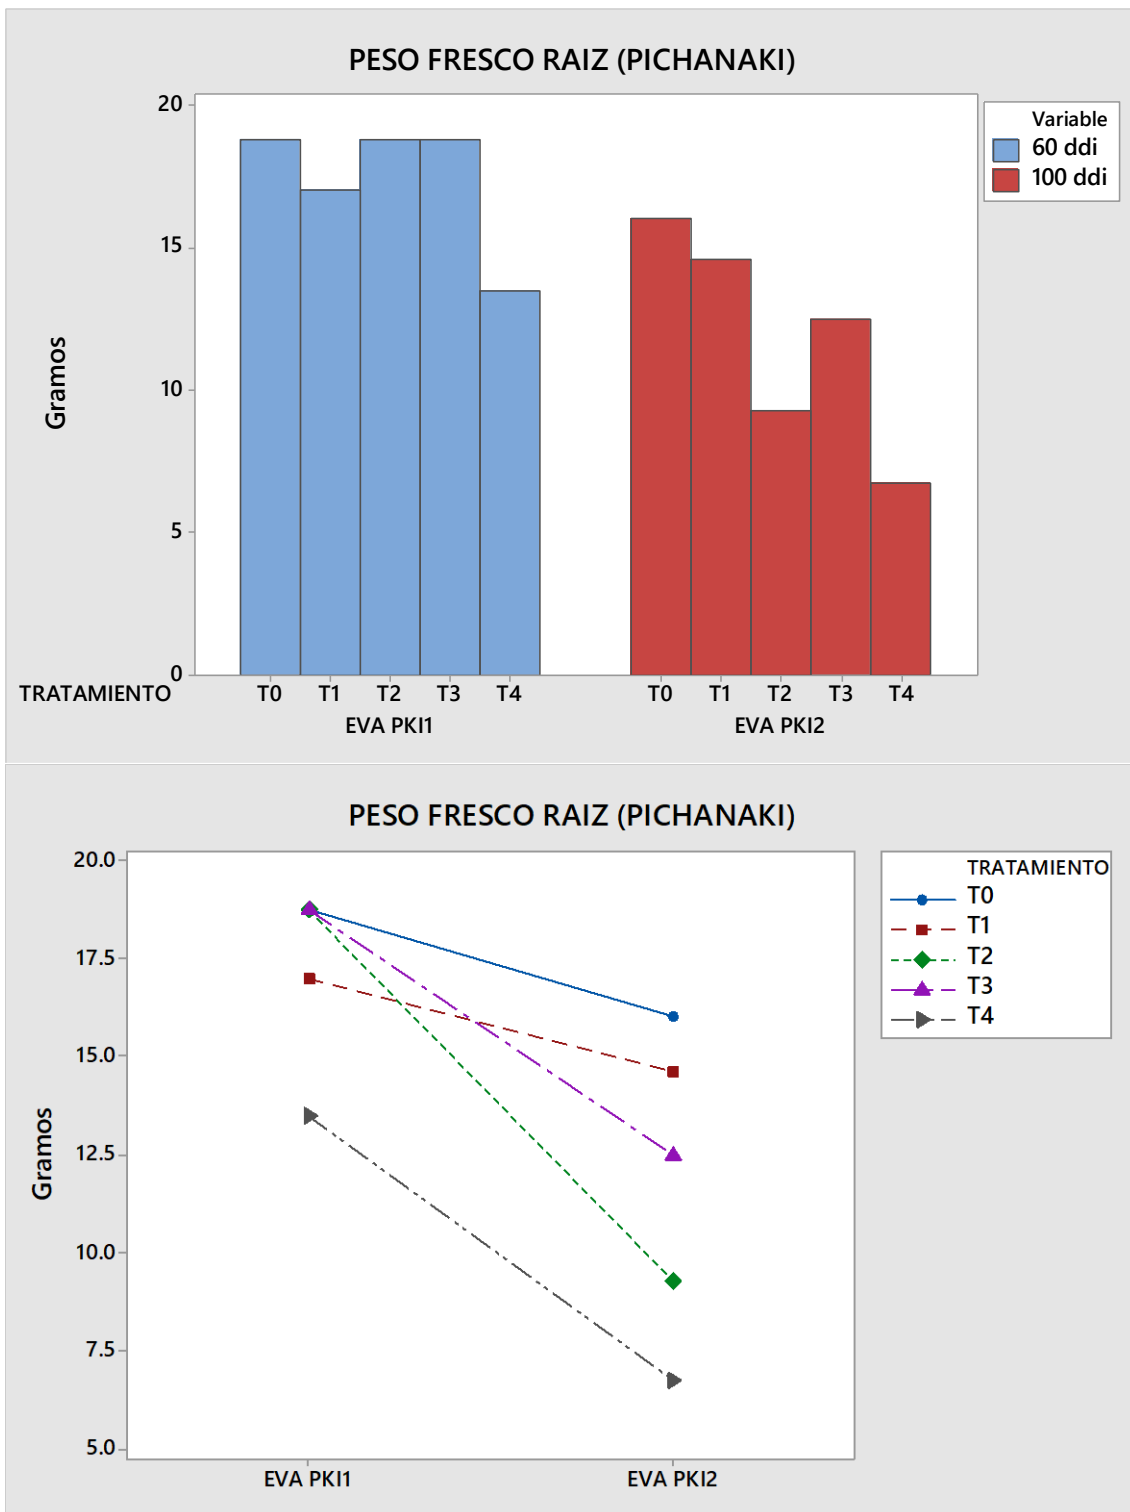 PESO FRESCO RAIZ (PICHANAKI)
20
15
10
5
0
Gramos
Variable
60 ddi
100 ddi
TRATAMIENTO T0 T1 T2 T3 T4 T0 T1 T2 T3 T4
EVA PKI1 EVA PKI2
PESO FRESCO RAIZ (PICHANAKI)
20.0
17.5
15.0
12.5
10.0
7.5
5.0
Gramos
TRATAMIENTO
T0
T1
T2
T3
T4
EVA PKI1 EVA PKI2